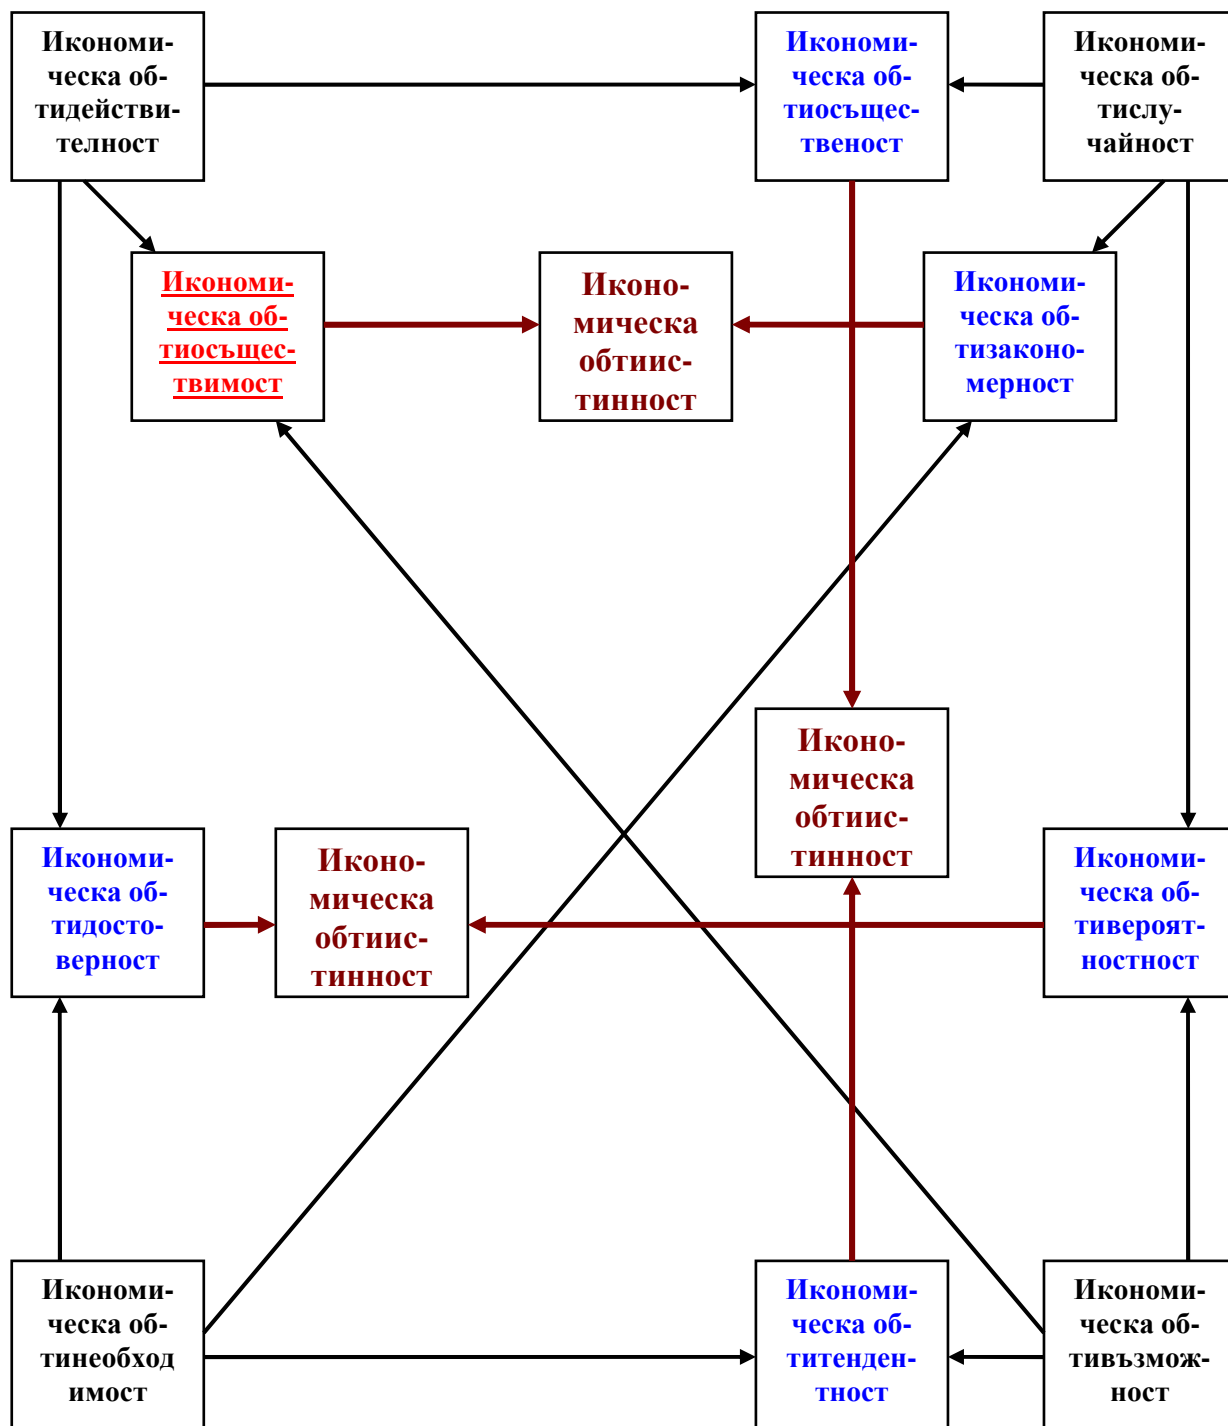 Икономи-
ческа об-
тидействи-
телност
Икономи-
ческа об-
тиосъщес-
твеност
Икономи-
ческа об-
тислу-
чайност
Икономи-
ческа об-
тиосъщес-
твимост
Иконо-
мическа
обтиис-
тинност
Икономи-
ческа об-
тизаконо-
мерност
Иконо-
мическа
обтиис-
тинност
Икономи-
ческа об-
тидосто-
верност
Иконо-
мическа
обтиис-
тинност
Икономи-
ческа об-
тивероят-
ностност
Икономи-
ческа об-
тинеобход
имост
Икономи-
ческа об-
титенден-
тност
Икономи-
ческа об-
тивъзмож-
ност